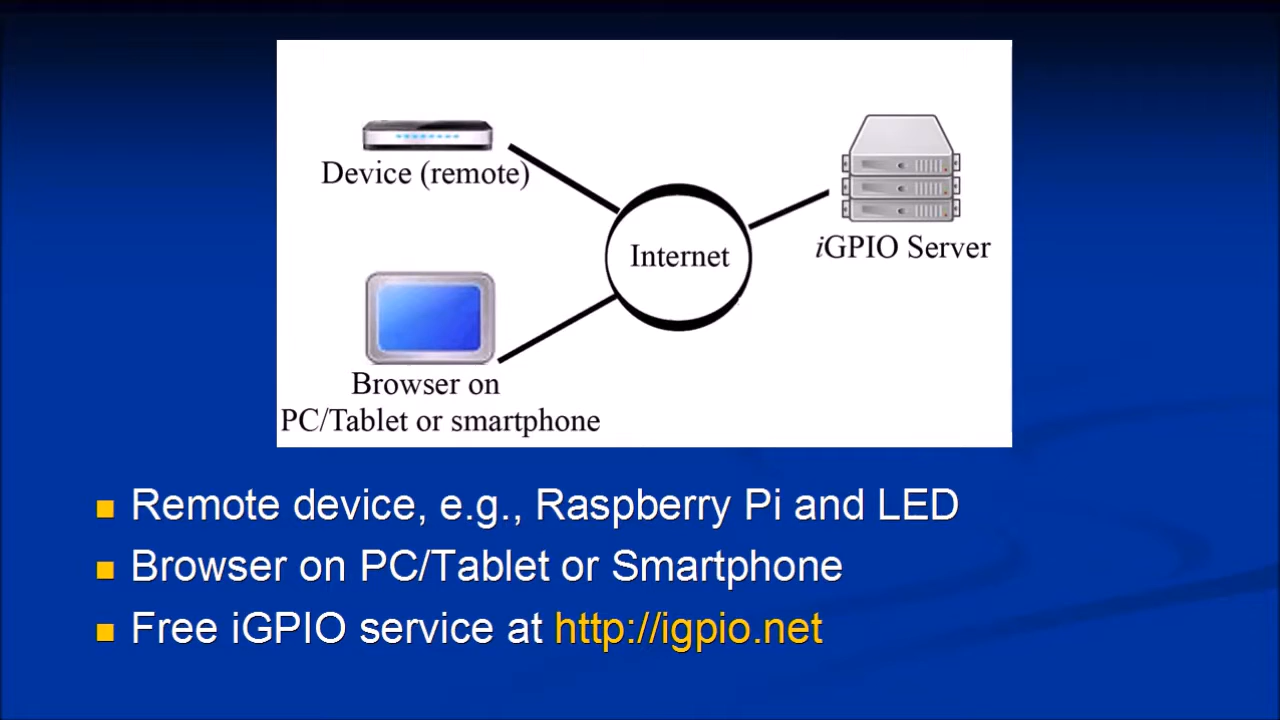 Device (remote)
Internet
iGPIO Server
Browser on
PC/Tablet or smartphone
Remote device, e.g., Raspberry Pi and LED
Browser on PC/Tablet or Smartphone
Free iGPIO service at http://igpio.net